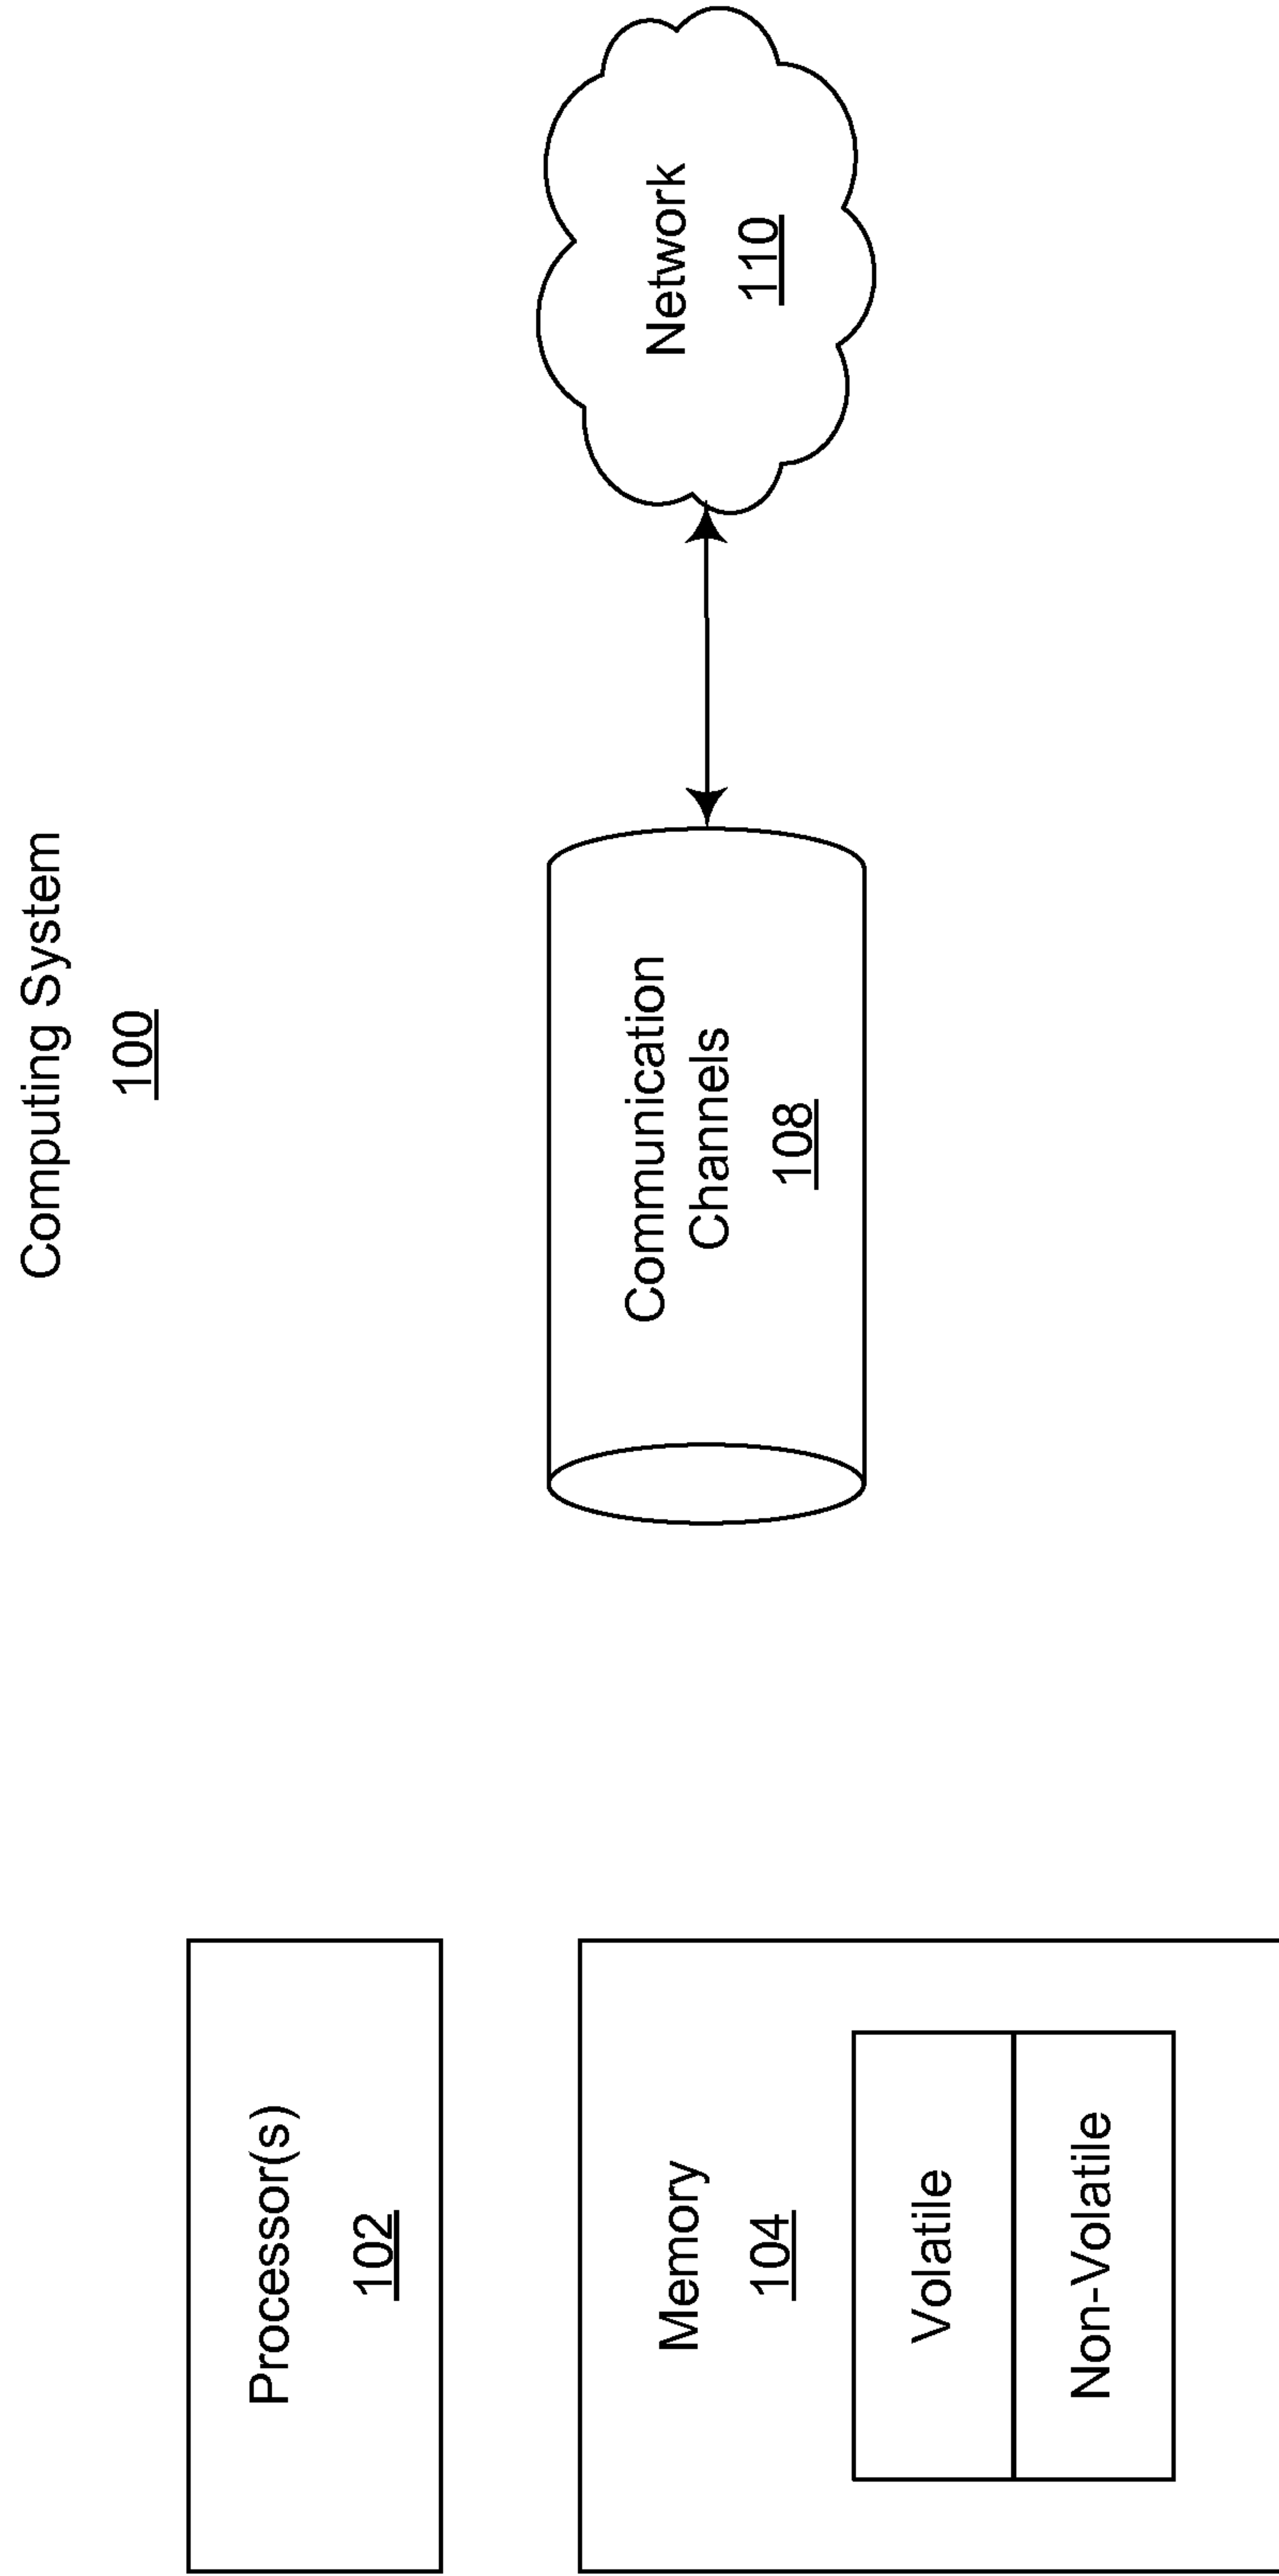 Computing System
100
Processor(s)
102
Memory
104
Volatile
Non-Volatile
Communication
Channels
108
Network
110